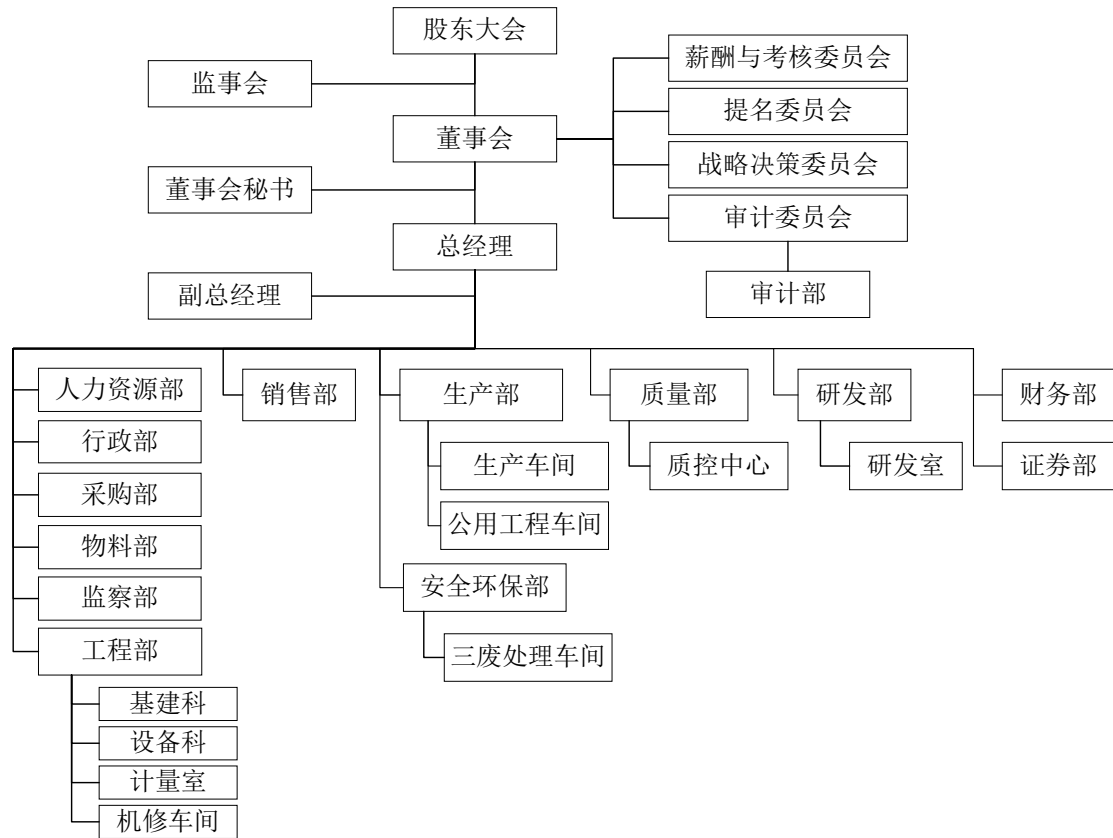 股东大会
监事会
董事会
董事会秘书
总经理
副总经理
薪酬与考核委员会
提名委员会
战略决策委员会
审计委员会
审计部
人力资源部
行政部
采购部
物料部
监察部
工程部
基建科
设备科
计量室
机修车间
销售部
生产部
生产车间
公用工程车间
安全环保部
三废处理车间
质量部
质控中心
研发部
研发室
财务部
证券部